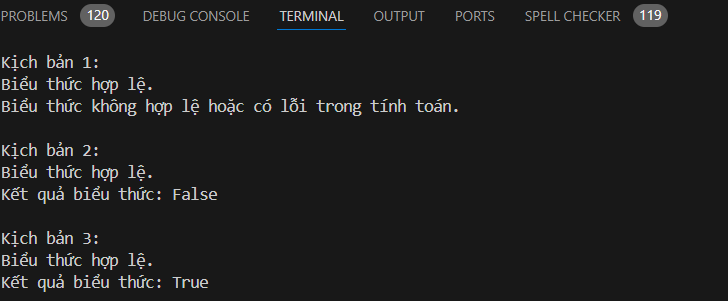 PROBLEMS 120 DEBUG CONSOLE TERMINAL OUTPUT PORTS SPELL CHECKER 119
Kịch bản 1:
Biểu thức hợp lệ.
Biểu thức không hợp lệ hoặc có lỗi trong tính toán.
Kịch bản 2:
Biểu thức hợp lệ.
Kết quả biểu thức: False
Kịch bản 3:
Biểu thức hợp lệ.
Kết quả biểu thức: True